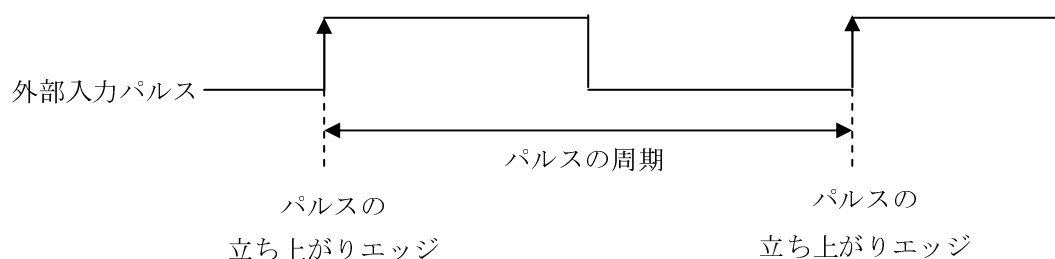 外部入力パルス
パルスの周期
パルスの
立ち上がりエッジ
パルスの
立ち上がりエッジ